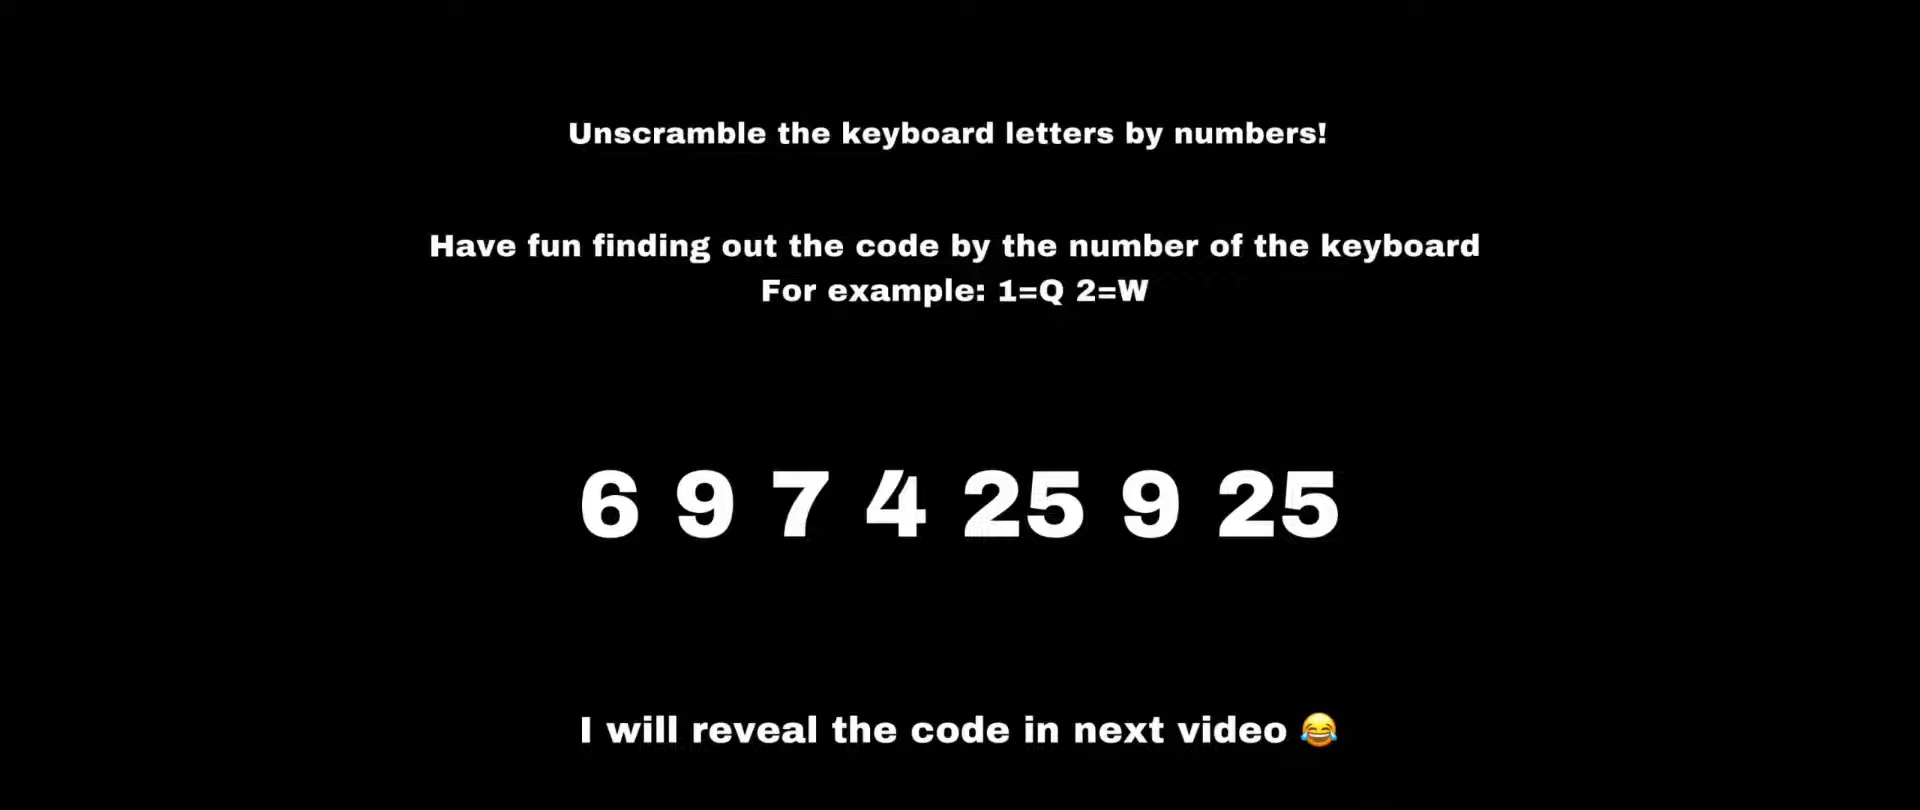 Unscramble the keyboard letters by numbers!
Have fun finding out the code by the number of the keyboard
For example: 1=Q 2=W
6 9 7 4 25 9 25
I will reveal the code in next video 😂